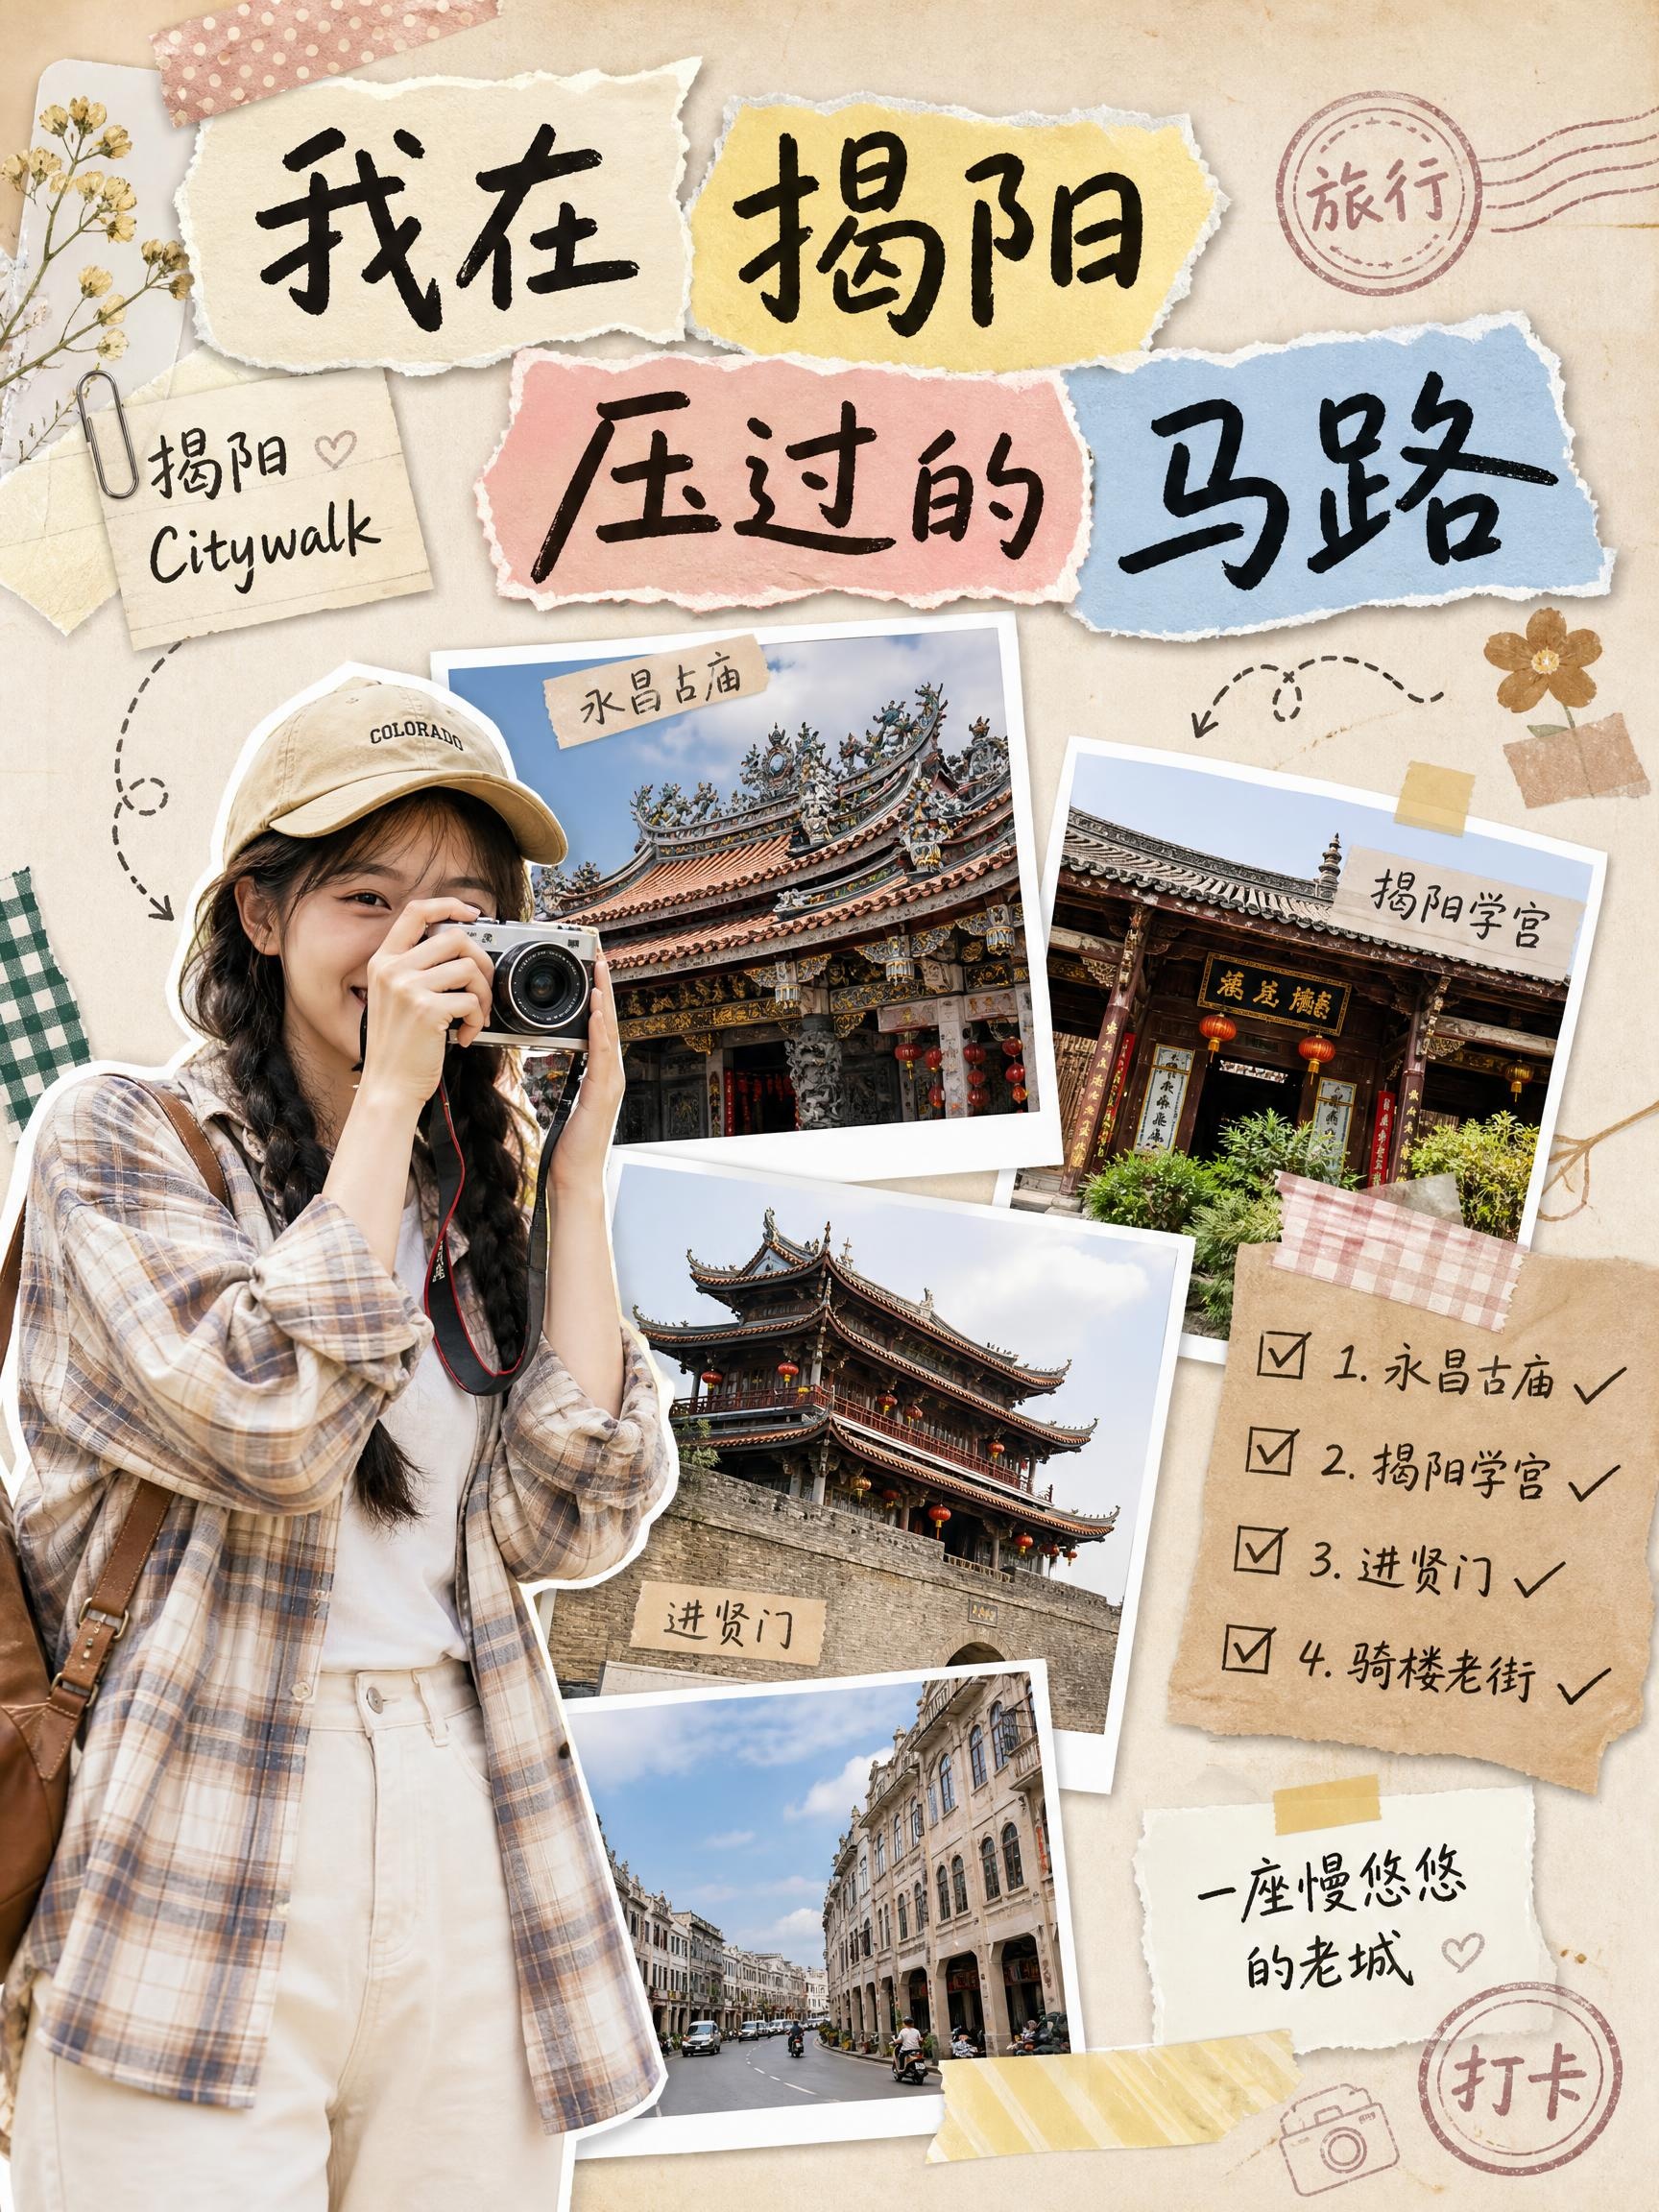 我在 揭阳
压过的 马路
旅行
揭阳
Citywalk
永昌古庙
COLORADO
揭阳学宫
进贤门
1. 永昌古庙
2. 揭阳学宫
3. 进贤门
4. 骑楼老街
一座慢悠悠
的老城
打卡